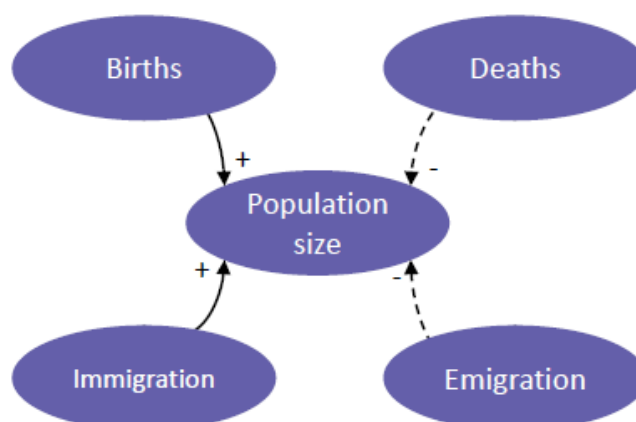 Births
Deaths
+
-
Population
size
+
-
Immigration
Emigration